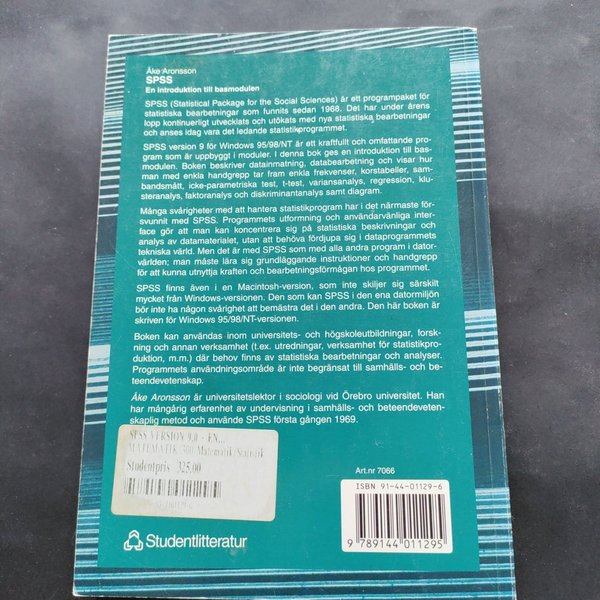 Åke Aronsson
SPSS
En introduktion till basmodulen
SPSS (Statistical Package for the Social Sciences) är ett programpaket för
statistiska bearbetningar som funnits sedan 1968. Det har under årens
lopp kontinuerligt utvecklats och utökats med nya statistiska bearbetningar
och anses idag vara det ledande statistikprogrammet.
SPSS version 9 för Windows 95/98/NT är ett kraftfullt och omfattande pro-
gram som är uppbyggt i moduler. I denna bok ges en introduktion till bas-
modulen. Boken beskriver datainmatning, databearbetning och visar hur
man med enkla handgrepp tar fram enkla frekvenser, korstabeller, sam-
bandsmått, icke-parametriska test, t-test, variansanalys, regression, klu-
steranalys, faktoranalys och diskriminantanalys samt diagram.
Många svårigheter med att hantera statistikprogram har i det närmaste för-
svunnit med SPSS. Programmets utformning och användarvänliga inter-
face gör att man kan koncentrera sig på statistiska beskrivningar och
analys av datamaterialet, utan att behöva fördjupa sig i dataprogrammets
tekniska värld. Men det är med SPSS som med alla andra program i dator-
världen; man måste lära sig grundläggande instruktioner och handgrepp
för att kunna utnyttja kraften och bearbetningsförmågan hos programmet.
SPSS finns även i en Macintosh-version, som inte skiljer sig särskilt
mycket från Windows-versionen. Den som kan SPSS i den ena datormiljön
bör inte ha någon svårighet att bemästra det i den andra. Den här boken är
skriven för Windows 95/98/NT-versionen.
Boken kan användas inom universitets- och högskoleutbildningar, forsk-
ning och annan verksamhet (t.ex. utredningar, verksamhet för statistikpro-
duktion, m.m.) där behov finns av statistiska bearbetningar och analyser.
Programmets användningsområde är inte begränsat till samhälls- och be-
teendevetenskap.
Åke Aronsson är universitetslektor i sociologi vid Örebro universitet. Han
har mångårig erfarenhet av undervisning i samhälls- och beteendeveten-
skaplig metod och använde SPSS första gången 1969.
SPSS VERSION 9.0 - EN...
MATEMATIK 300 Matematik/Statistik
Studentpris 325,00
Art.nr 7066
ISBN 91-44-01129-6
9 789144 011295
Studentlitteratur